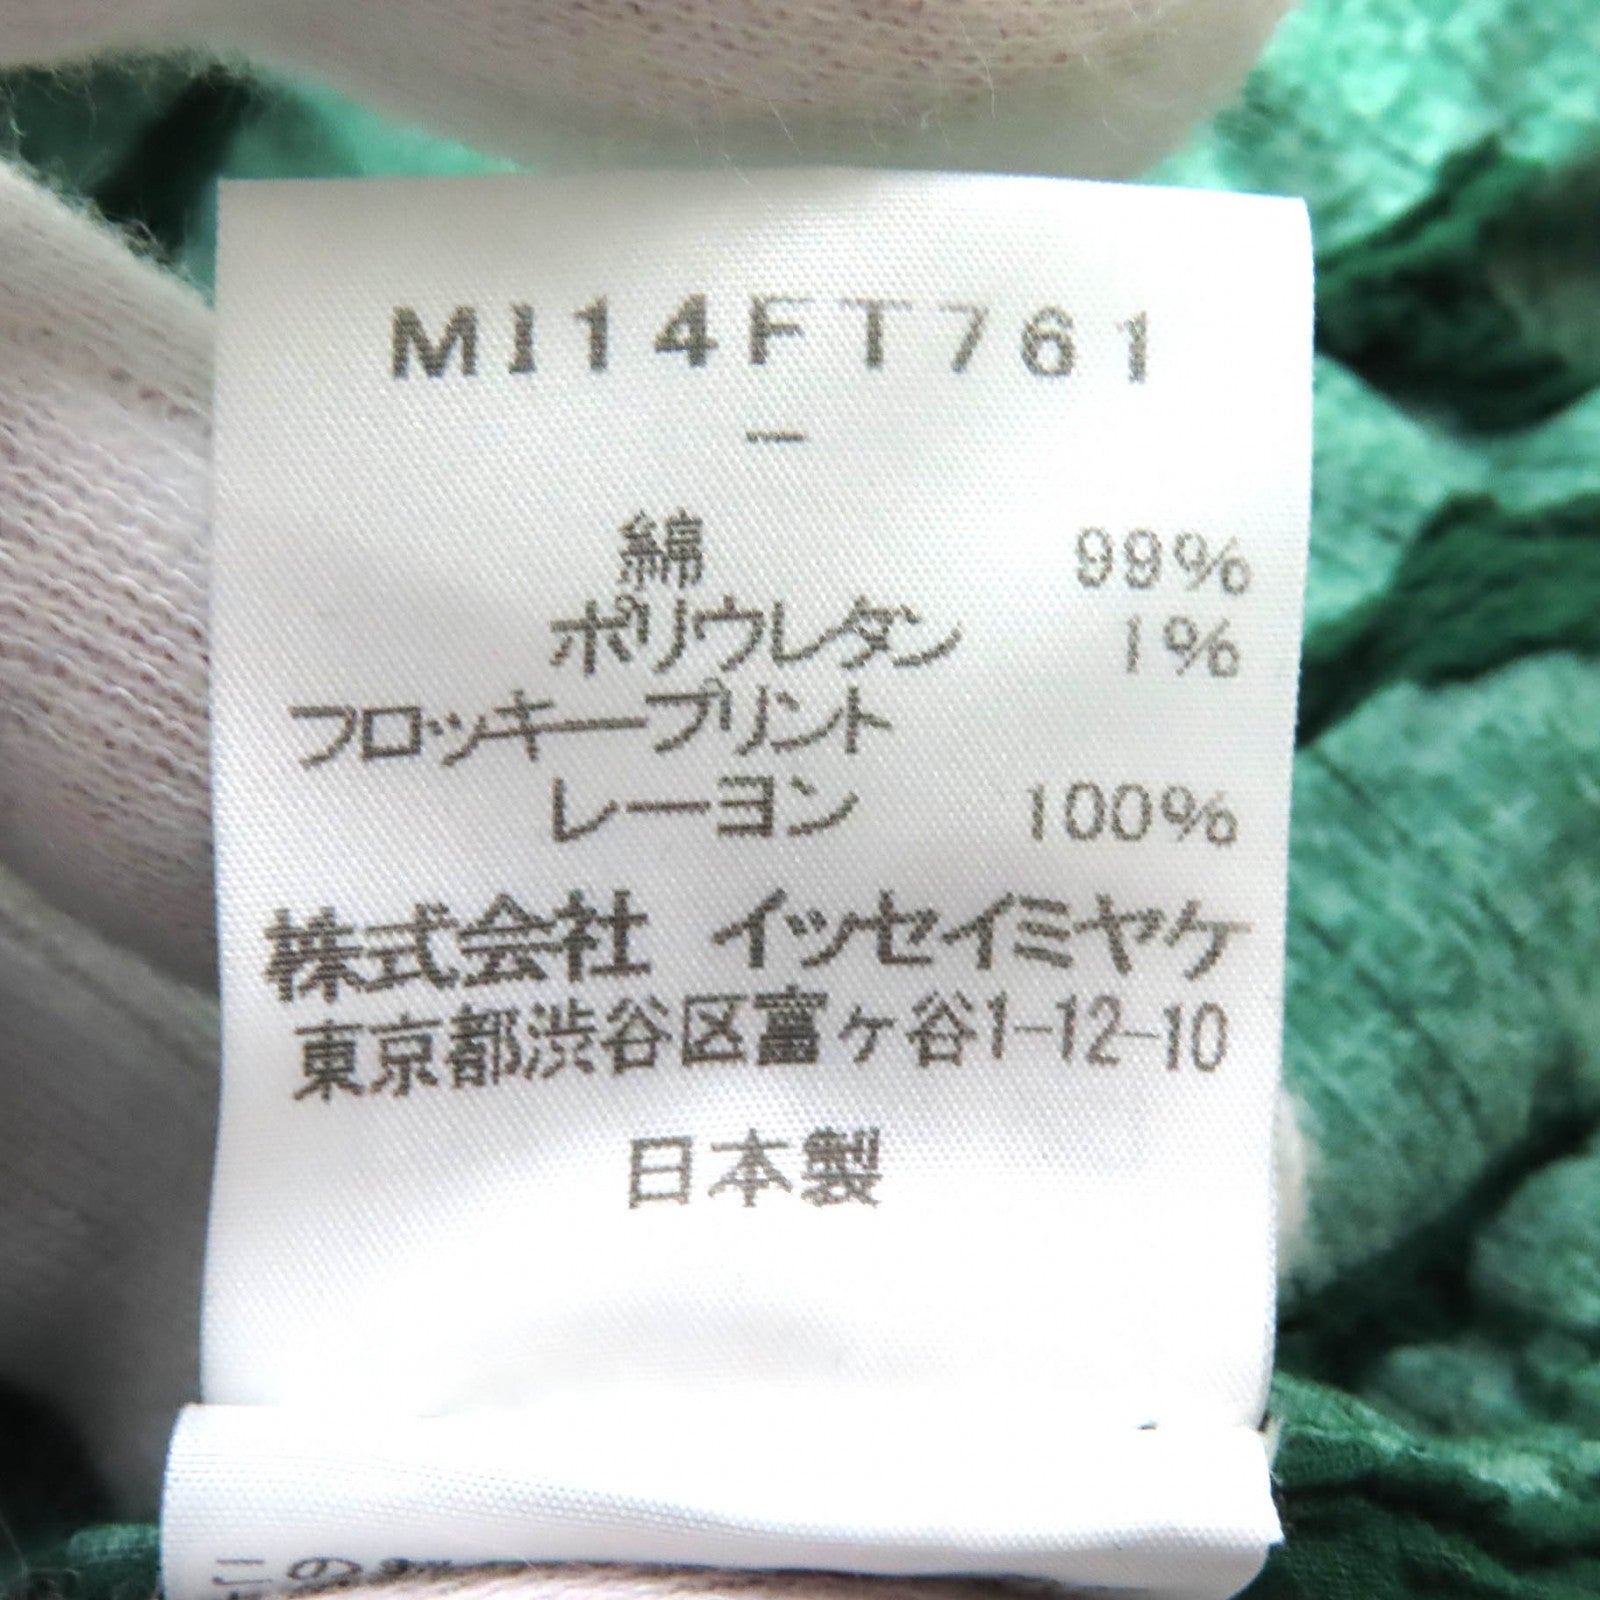 MI14FT761
—
綿 99%
ポリウレタン 1%
フロッキープリント
レーヨン 100%
株式会社 イッセイミヤケ
東京都渋谷区富ヶ谷1-12-10
日本製
この